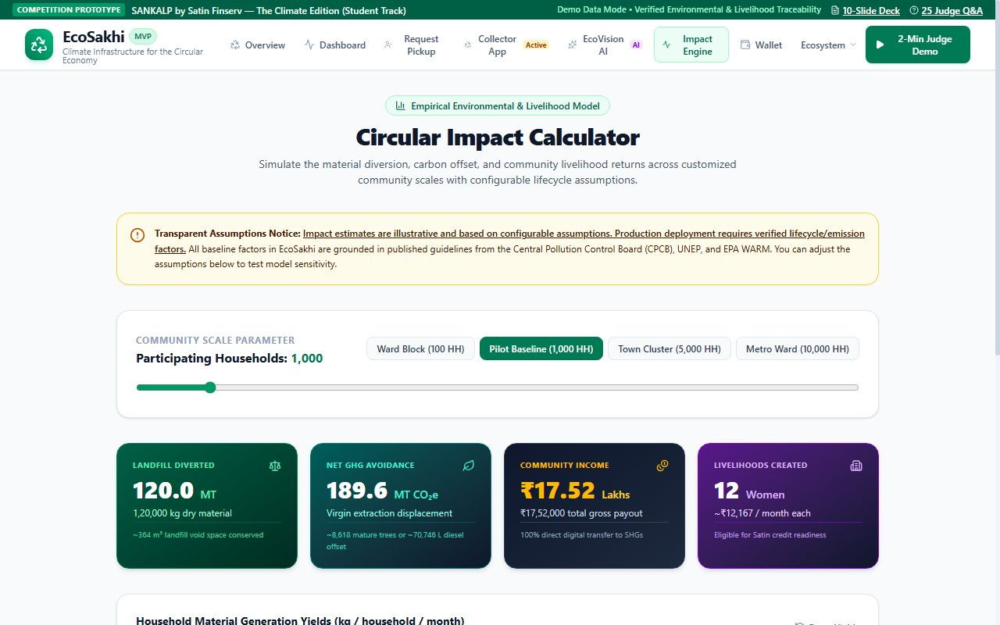 COMPETITION PROTOTYPE SANKALP by Satin Finserv — The Climate Edition (Student Track) Demo Data Mode • Verified Environmental & Livelihood Traceability 10-Slide Deck 25 Judge Q&A
EcoSakhi MVP
Climate Infrastructure for the Circular
Economy
Overview
Dashboard
Request
Pickup
Collector
App
Active
EcoVision
AI
AI
Impact
Engine
Wallet
Ecosystem
2-Min Judge
Demo
Empirical Environmental & Livelihood Model
Circular Impact Calculator
Simulate the material diversion, carbon offset, and community livelihood returns across customized
community scales with configurable lifecycle assumptions.
Transparent Assumptions Notice: Impact estimates are illustrative and based on configurable assumptions. Production deployment requires verified lifecycle/emission
factors. All baseline factors in EcoSakhi are grounded in published guidelines from the Central Pollution Control Board (CPCB), UNEP, and EPA WARM. You can adjust the
assumptions below to test model sensitivity.
COMMUNITY SCALE PARAMETER
Participating Households: 1,000
Ward Block (100 HH)
Pilot Baseline (1,000 HH)
Town Cluster (5,000 HH)
Metro Ward (10,000 HH)
LANDFILL DIVERTED
120.0 MT
1,20,000 kg dry material
~364 m³ landfill void space conserved
NET GHG AVOIDANCE
189.6 MT CO₂e
Virgin extraction displacement
~8,618 mature trees or ~70,746 L diesel
offset
COMMUNITY INCOME
₹17.52 Lakhs
₹17,52,000 total gross payout
100% direct digital transfer to SHGs
LIVELIHOODS CREATED
12 Women
~₹12,167 / month each
Eligible for Satin credit readiness
Household Material Generation Yields (kg / household / month)